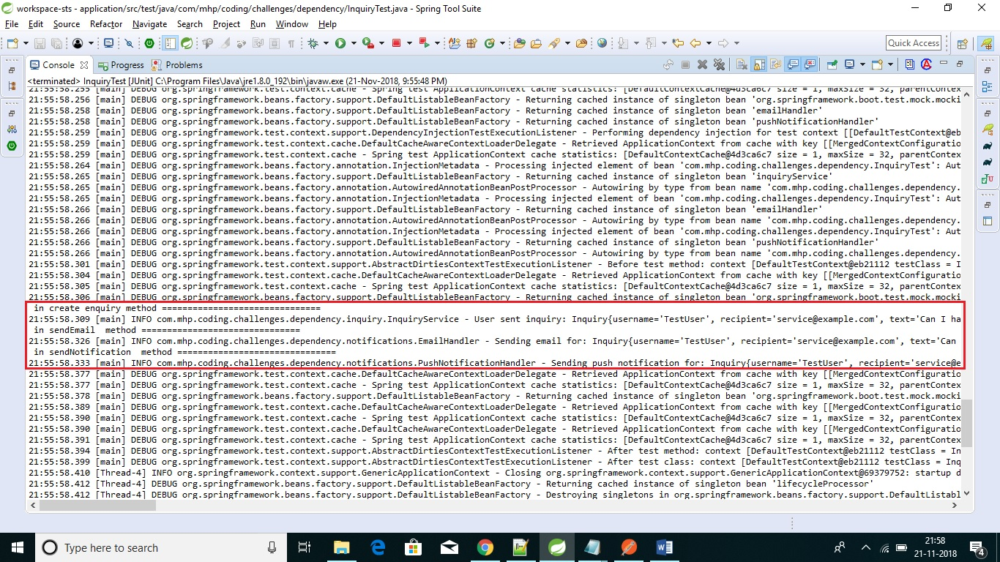 workspace-sts - application/src/test/java/com/mhp/coding/challenges/dependency/InquiryTest.java - Spring Tool Suite
File Edit Source Refactor Navigate Search Project Run Window Help
Quick Access
Console Progress Problems
<terminated> InquiryTest [JUnit] C:\Program Files\Java\jre1.8.0_192\bin\javaw.exe (21-Nov-2018, 9:55:48 PM)
21:55:58.255 [main] DEBUG org.springframework.test.context.cache - Spring test ApplicationContext cache statistics: [DefaultContextCache@4d3ca6c7 size = 1, maxSize = 32, parentContex
21:55:58.256 [main] DEBUG org.springframework.beans.factory.support.DefaultListableBeanFactory - Returning cached instance of singleton bean 'org.springframework.boot.test.mock.mocki
21:55:58.258 [main] DEBUG org.springframework.beans.factory.support.DefaultListableBeanFactory - Returning cached instance of singleton bean 'emailHandler'
21:55:58.258 [main] DEBUG org.springframework.beans.factory.support.DefaultListableBeanFactory - Returning cached instance of singleton bean 'pushNotificationHandler'
21:55:58.259 [main] DEBUG org.springframework.test.context.support.DependencyInjectionTestExecutionListener - Performing dependency injection for test context [[DefaultTestContext@eb
21:55:58.259 [main] DEBUG org.springframework.test.context.cache.DefaultCacheAwareContextLoaderDelegate - Retrieved ApplicationContext from cache with key [[MergedContextConfiguratio
21:55:58.259 [main] DEBUG org.springframework.test.context.cache - Spring test ApplicationContext cache statistics: [DefaultContextCache@4d3ca6c7 size = 1, maxSize = 32, parentContex
21:55:58.264 [main] DEBUG org.springframework.beans.factory.annotation.InjectionMetadata - Processing injected element of bean 'com.mhp.coding.challenges.dependency.InquiryTest': Aut
21:55:58.265 [main] DEBUG org.springframework.beans.factory.support.DefaultListableBeanFactory - Returning cached instance of singleton bean 'inquiryService'
21:55:58.265 [main] DEBUG org.springframework.beans.factory.annotation.AutowiredAnnotationBeanPostProcessor - Autowiring by type from bean name 'com.mhp.coding.challenges.dependency.
21:55:58.265 [main] DEBUG org.springframework.beans.factory.annotation.InjectionMetadata - Processing injected element of bean 'com.mhp.coding.challenges.dependency.InquiryTest': Aut
21:55:58.266 [main] DEBUG org.springframework.beans.factory.support.DefaultListableBeanFactory - Returning cached instance of singleton bean 'emailHandler'
21:55:58.266 [main] DEBUG org.springframework.beans.factory.annotation.AutowiredAnnotationBeanPostProcessor - Autowiring by type from bean name 'com.mhp.coding.challenges.dependency.
21:55:58.266 [main] DEBUG org.springframework.beans.factory.annotation.InjectionMetadata - Processing injected element of bean 'com.mhp.coding.challenges.dependency.InquiryTest': Aut
21:55:58.266 [main] DEBUG org.springframework.beans.factory.support.DefaultListableBeanFactory - Returning cached instance of singleton bean 'pushNotificationHandler'
21:55:58.266 [main] DEBUG org.springframework.beans.factory.annotation.AutowiredAnnotationBeanPostProcessor - Autowiring by type from bean name 'com.mhp.coding.challenges.dependency.
21:55:58.301 [main] DEBUG org.springframework.test.context.support.AbstractDirtiesContextTestExecutionListener - Before test method: context [DefaultTestContext@eb21112 testClass = I
21:55:58.304 [main] DEBUG org.springframework.test.context.cache.DefaultCacheAwareContextLoaderDelegate - Retrieved ApplicationContext from cache with key [[MergedContextConfiguratio
21:55:58.305 [main] DEBUG org.springframework.test.context.cache - Spring test ApplicationContext cache statistics: [DefaultContextCache@4d3ca6c7 size = 1, maxSize = 32, parentContex
21:55:58.306 [main] DEBUG org.springframework.beans.factory.support.DefaultListableBeanFactory - Returning cached instance of singleton bean 'org.springframework.boot.test.mock.mocki
in create enquiry method ===============================
21:55:58.309 [main] INFO com.mhp.coding.challenges.dependency.inquiry.InquiryService - User sent inquiry: Inquiry{username='TestUser', recipient='service@example.com', text='Can I ha
in sendEmail  method ===============================
21:55:58.326 [main] INFO com.mhp.coding.challenges.dependency.notifications.EmailHandler - Sending email for: Inquiry{username='TestUser', recipient='service@example.com', text='Can
in sendNotification  method ===============================
21:55:58.333 [main] INFO com.mhp.coding.challenges.dependency.notifications.PushNotificationHandler - Sending push notification for: Inquiry{username='TestUser', recipient='service@e
21:55:58.377 [main] DEBUG org.springframework.test.context.cache.DefaultCacheAwareContextLoaderDelegate - Retrieved ApplicationContext from cache with key [[MergedContextConfiguratio
21:55:58.377 [main] DEBUG org.springframework.test.context.cache - Spring test ApplicationContext cache statistics: [DefaultContextCache@4d3ca6c7 size = 1, maxSize = 32, parentContex
21:55:58.378 [main] DEBUG org.springframework.beans.factory.support.DefaultListableBeanFactory - Returning cached instance of singleton bean 'org.springframework.boot.test.mock.mocki
21:55:58.389 [main] DEBUG org.springframework.test.context.cache.DefaultCacheAwareContextLoaderDelegate - Retrieved ApplicationContext from cache with key [[MergedContextConfiguratio
21:55:58.390 [main] DEBUG org.springframework.test.context.cache - Spring test ApplicationContext cache statistics: [DefaultContextCache@4d3ca6c7 size = 1, maxSize = 32, parentContex
21:55:58.390 [main] DEBUG org.springframework.test.context.cache.DefaultCacheAwareContextLoaderDelegate - Retrieved ApplicationContext from cache with key [[MergedContextConfiguratio
21:55:58.391 [main] DEBUG org.springframework.test.context.cache - Spring test ApplicationContext cache statistics: [DefaultContextCache@4d3ca6c7 size = 1, maxSize = 32, parentContex
21:55:58.394 [main] DEBUG org.springframework.test.context.support.AbstractDirtiesContextTestExecutionListener - After test method: context [DefaultTestContext@eb21112 testClass = In
21:55:58.399 [main] DEBUG org.springframework.test.context.support.AbstractDirtiesContextTestExecutionListener - After test class: context [DefaultTestContext@eb21112 testClass = Inq
21:55:58.410 [Thread-4] INFO org.springframework.context.support.GenericApplicationContext - Closing org.springframework.context.support.GenericApplicationContext@69379752: startup d
21:55:58.412 [Thread-4] DEBUG org.springframework.beans.factory.support.DefaultListableBeanFactory - Returning cached instance of singleton bean 'lifecycleProcessor'
21:55:58.412 [Thread-4] DEBUG org.springframework.beans.factory.support.DefaultListableBeanFactory - Destroying singletons in org.springframework.beans.factory.support.DefaultListabl
Type here to search
21:58
21-11-2018
4